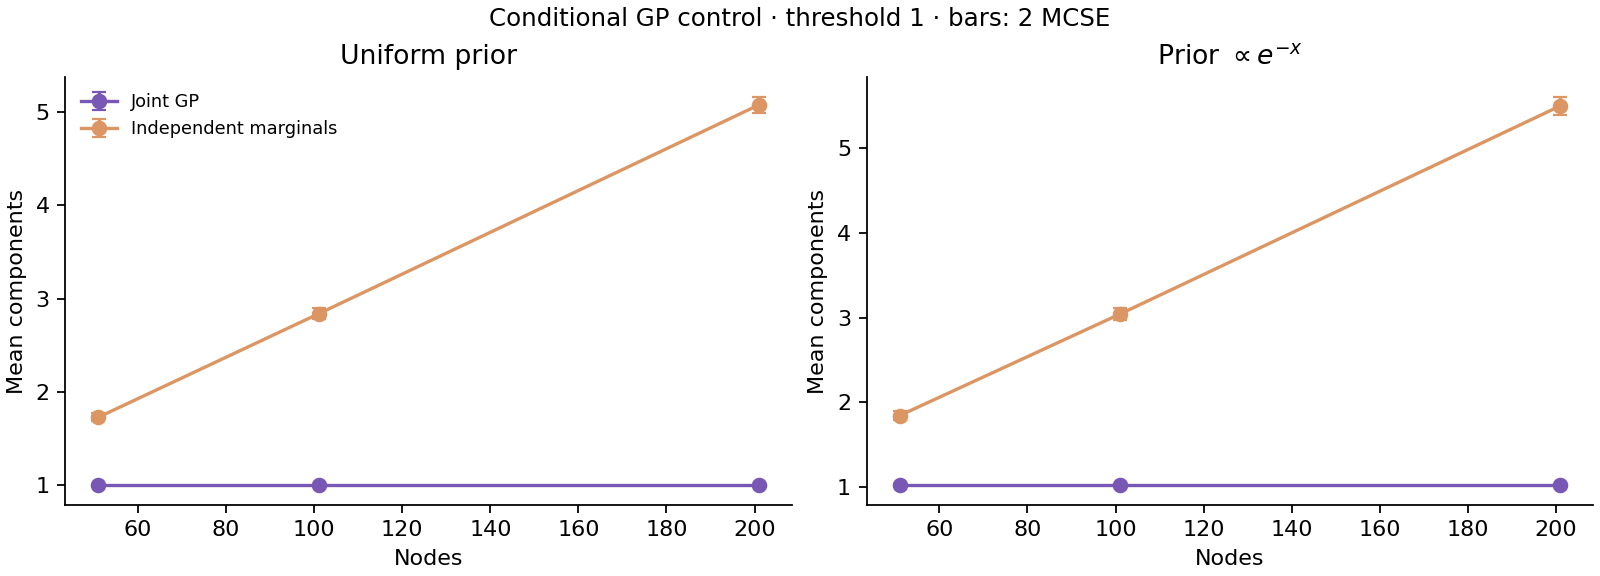 Conditional GP control · threshold 1 · bars: 2 MCSE
Uniform prior
Joint GP
Independent marginals
5
4
3
2
1
Mean components
60 80 100 120 140 160 180 200
Nodes
Prior ∝ e^{-x}
5
4
3
2
1
Mean components
60 80 100 120 140 160 180 200
Nodes